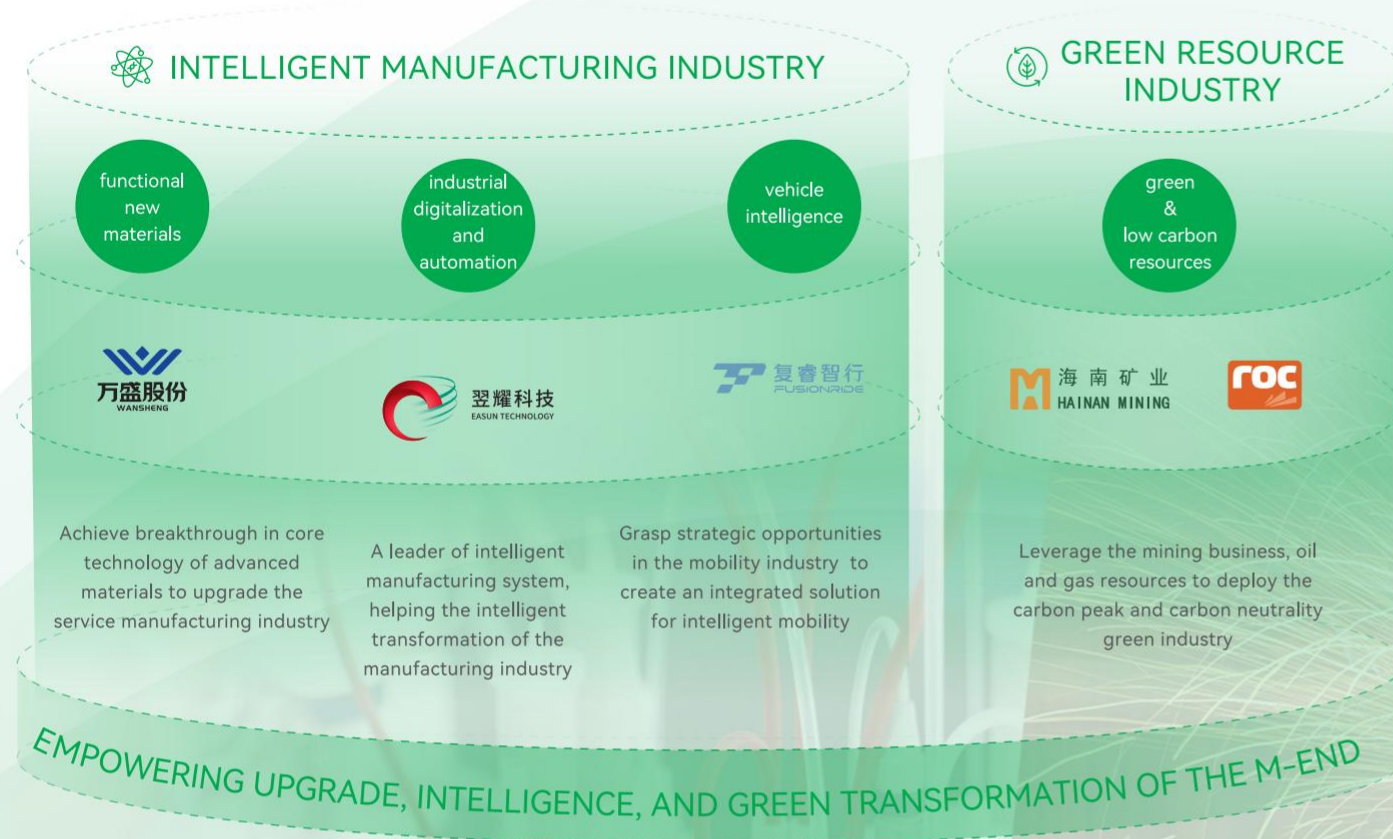 INTELLIGENT MANUFACTURING INDUSTRY
functional
new
materials
industrial
digitalization
and
automation
vehicle
intelligence
万盛股份
WANSHENG
翌耀科技
EASUN TECHNOLOGY
复睿智行
FUSIONRIDE
Achieve breakthrough in core
technology of advanced
materials to upgrade the
service manufacturing industry
A leader of intelligent
manufacturing system,
helping the intelligent
transformation of the
manufacturing industry
Grasp strategic opportunities
in the mobility industry to
create an integrated solution
for intelligent mobility
GREEN RESOURCE
INDUSTRY
green
&
low carbon
resources
海南矿业
HAINAN MINING
roc
Leverage the mining business, oil
and gas resources to deploy the
carbon peak and carbon neutrality
green industry
EMPOWERING UPGRADE, INTELLIGENCE, AND GREEN TRANSFORMATION OF THE M-END